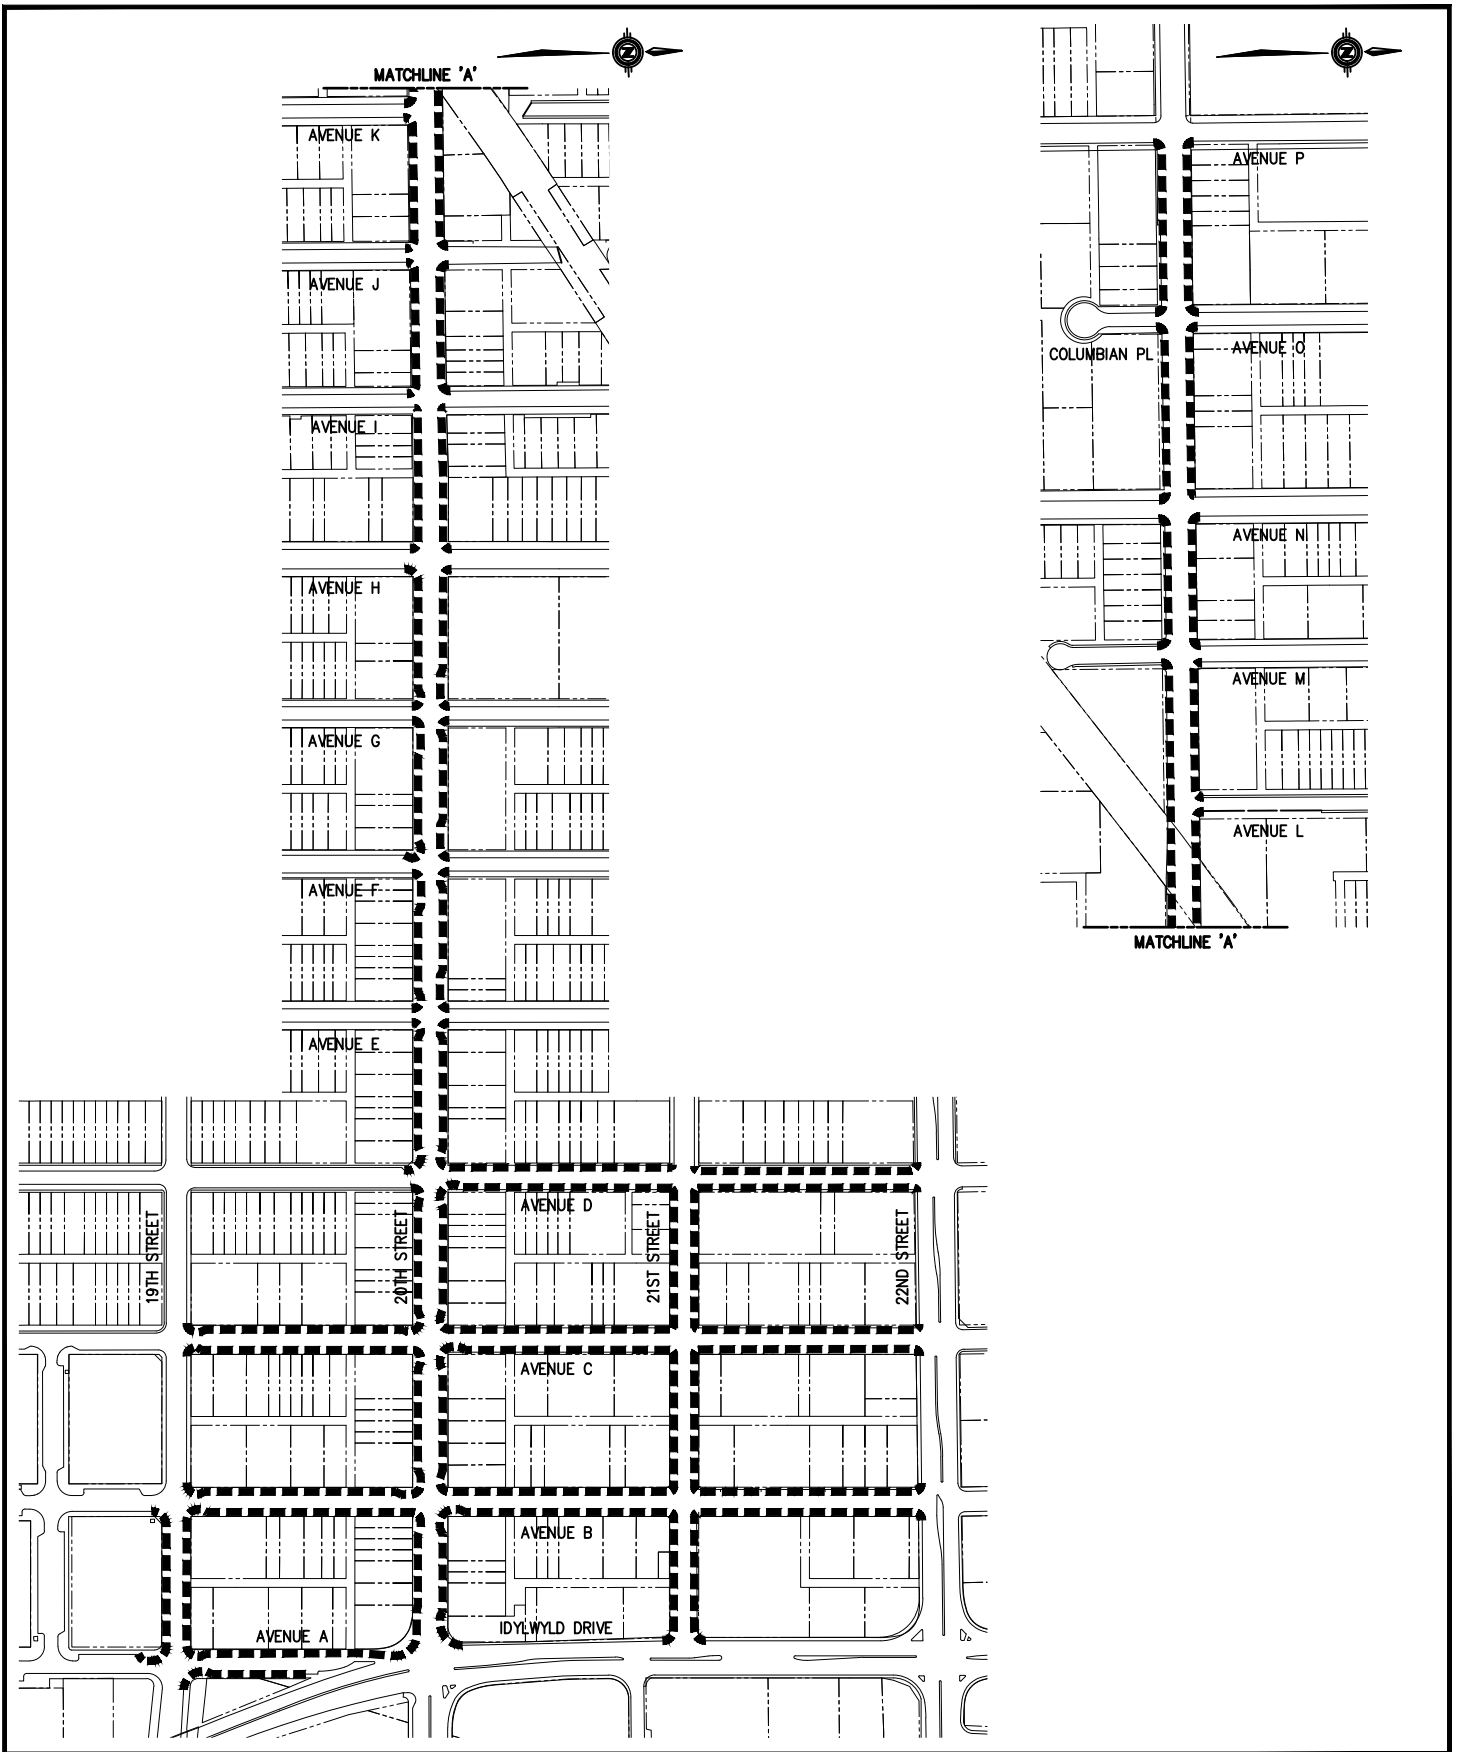 MATCHLINE 'A'
AVENUE K
AVENUE J
AVENUE I
AVENUE H
AVENUE G
AVENUE F
AVENUE E
AVENUE D
19TH STREET
20TH STREET
21ST STREET
22ND STREET
AVENUE C
AVENUE B
IDYLWYLD DRIVE
AVENUE A
Z
Z
AVENUE P
COLUMBIAN PL
AVENUE O
AVENUE N
AVENUE M
AVENUE L
MATCHLINE 'A'